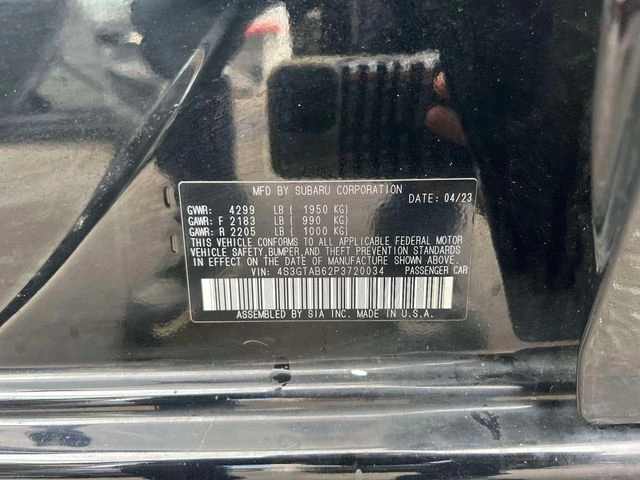 MFD BY SUBARU CORPORATION
DATE: 04/23
GVWR: 4299 LB ( 1950 KG)
GAWR: F 2183 LB ( 990 KG)
GAWR: R 2205 LB ( 1000 KG)
THIS VEHICLE CONFORMS TO ALL APPLICABLE FEDERAL MOTOR
VEHICLE SAFETY, BUMPER, AND THEFT PREVENTION STANDARDS
IN EFFECT ON THE DATE OF MANUFACTURE SHOWN ABOVE.
VIN: 4S3GTAB62P3720034 PASSENGER CAR
ASSEMBLED BY SIA INC. MADE IN U.S.A.